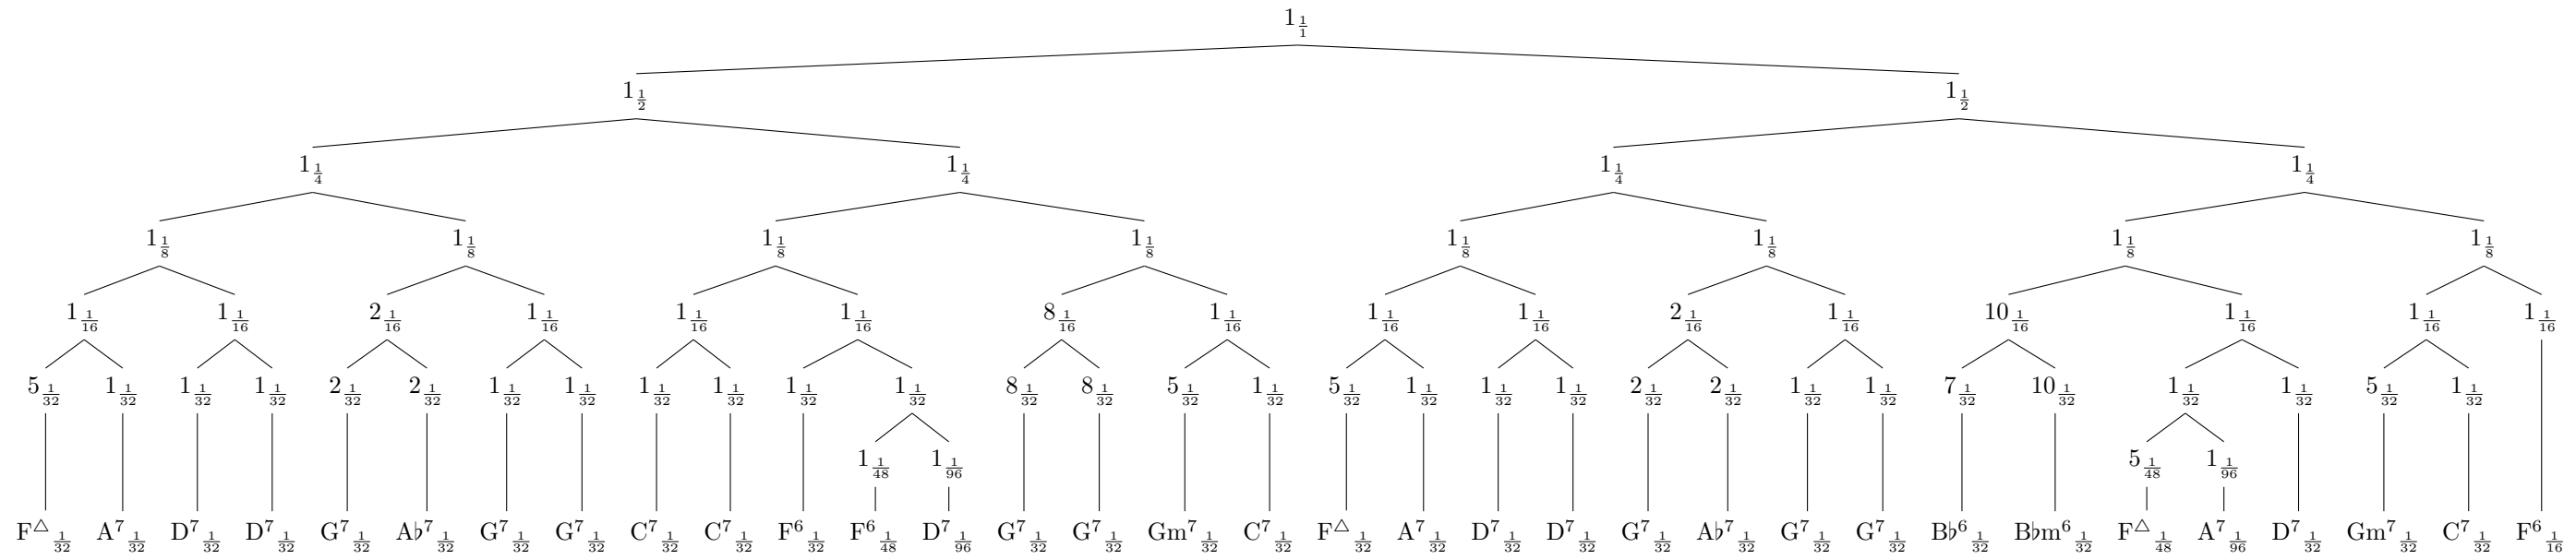 1 1/1
1 1/2 1 1/2
1 1/4 1 1/4 1 1/4 1 1/4
1 1/8 1 1/8 1 1/8 1 1/8 1 1/8 1 1/8 1 1/8 1 1/8
1 1/16 1 1/16 2 1/16 1 1/16 1 1/16 1 1/16 8 1/16 1 1/16 1 1/16 1 1/16 2 1/16 1 1/16 10 1/16 1 1/16 1 1/16 1 1/16
5 1/32 1 1/32 1 1/32 1 1/32 2 1/32 2 1/32 1 1/32 1 1/32 1 1/32 1 1/32 1 1/32 1 1/32 8 1/32 8 1/32 5 1/32 1 1/32 5 1/32 1 1/32 1 1/32 1 1/32 2 1/32 2 1/32 1 1/32 1 1/32 7 1/32 10 1/32 1 1/32 1 1/32 5 1/32 1 1/32
1 1/48 1 1/96 5 1/48 1 1/96
F△ 1/32 A⁷ 1/32 D⁷ 1/32 D⁷ 1/32 G⁷ 1/32 A♭⁷ 1/32 G⁷ 1/32 G⁷ 1/32 C⁷ 1/32 C⁷ 1/32 F⁶ 1/32 F⁶ 1/48 D⁷ 1/96 G⁷ 1/32 G⁷ 1/32 Gm⁷ 1/32 C⁷ 1/32 F△ 1/32 A⁷ 1/32 D⁷ 1/32 D⁷ 1/32 G⁷ 1/32 A♭⁷ 1/32 G⁷ 1/32 G⁷ 1/32 B♭⁶ 1/32 B♭m⁶ 1/32 F△ 1/48 A⁷ 1/96 D⁷ 1/32 Gm⁷ 1/32 C⁷ 1/32 F⁶ 1/16